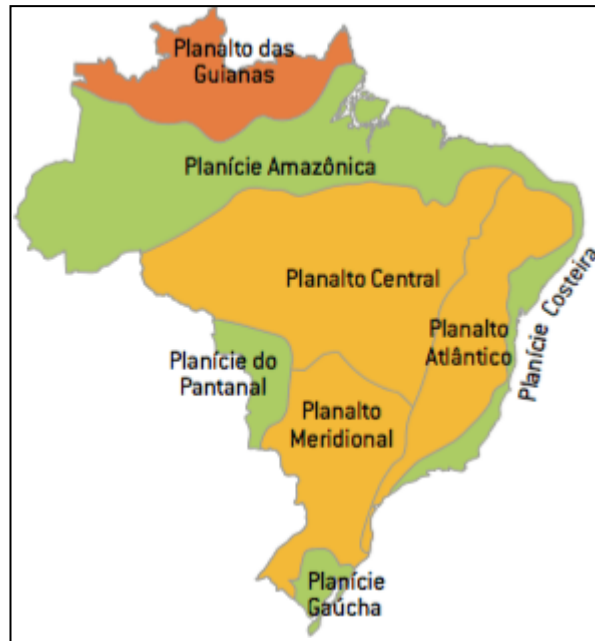 Planalto das
Guianas
Planície Amazônica
Planalto Central
Planície Costeira
Planalto
Atlântico
Planície do
Pantanal
Planalto
Meridional
Planície
Gaúcha